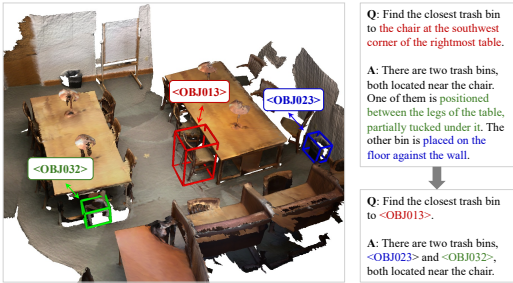 <OBJ013>
<OBJ023>
<OBJ032>
Q: Find the closest trash bin
to the chair at the southwest
corner of the rightmost table.
A: There are two trash bins,
both located near the chair.
One of them is positioned
between the legs of the table,
partially tucked under it. The
other bin is placed on the
floor against the wall.
Q: Find the closest trash bin
to <OBJ013>.
A: There are two trash bins,
<OBJ023> and <OBJ032>,
both located near the chair.